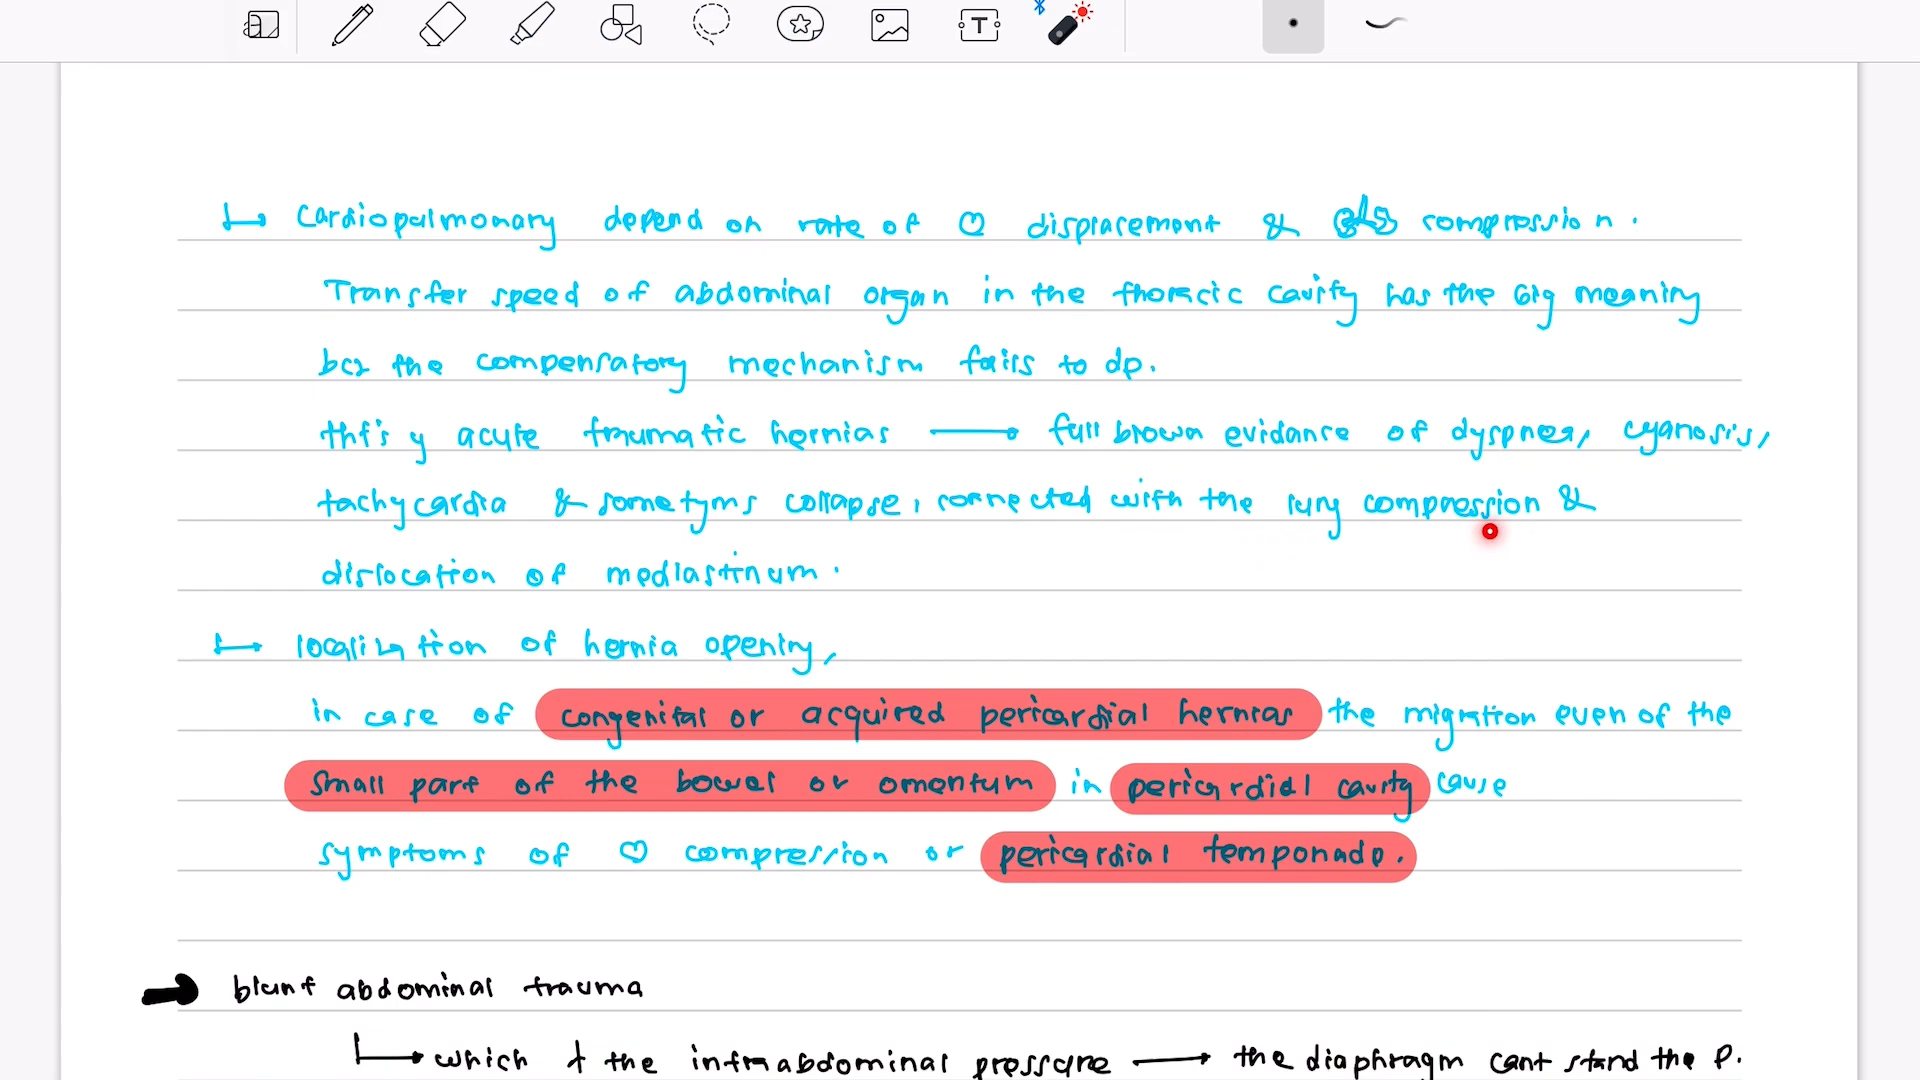 Cardiopulmonary depend on rate of ♡ displacement & compression.
Transfer speed of abdominal organ in the thoracic cavity has the big meaning
bcz the compensatory mechanism fails to dp.
thf's y acute traumatic hernias → full brown evidance of dyspnea, cyanosis,
tachycardia & sometyms collapse, connected with the lung compression &
dislocation of mediastinum.
localization of hernia opening,
in case of congenital or acquired pericardial hernias the migration even of the
small part of the bowel or omentum in pericardial cavity cause
symptoms of ♡ compression or pericardial temponade.
→ blunt abdominal trauma
which ↑ the intraabdominal pressure → the diaphragm cant stand the P.